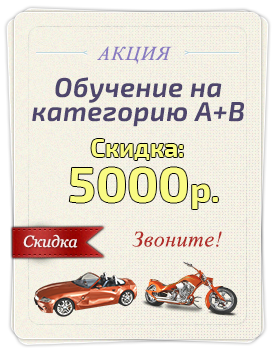 АКЦИЯ
Обучение на
категорию А+В
Скидка:
5000р.
Скидка
Звоните!